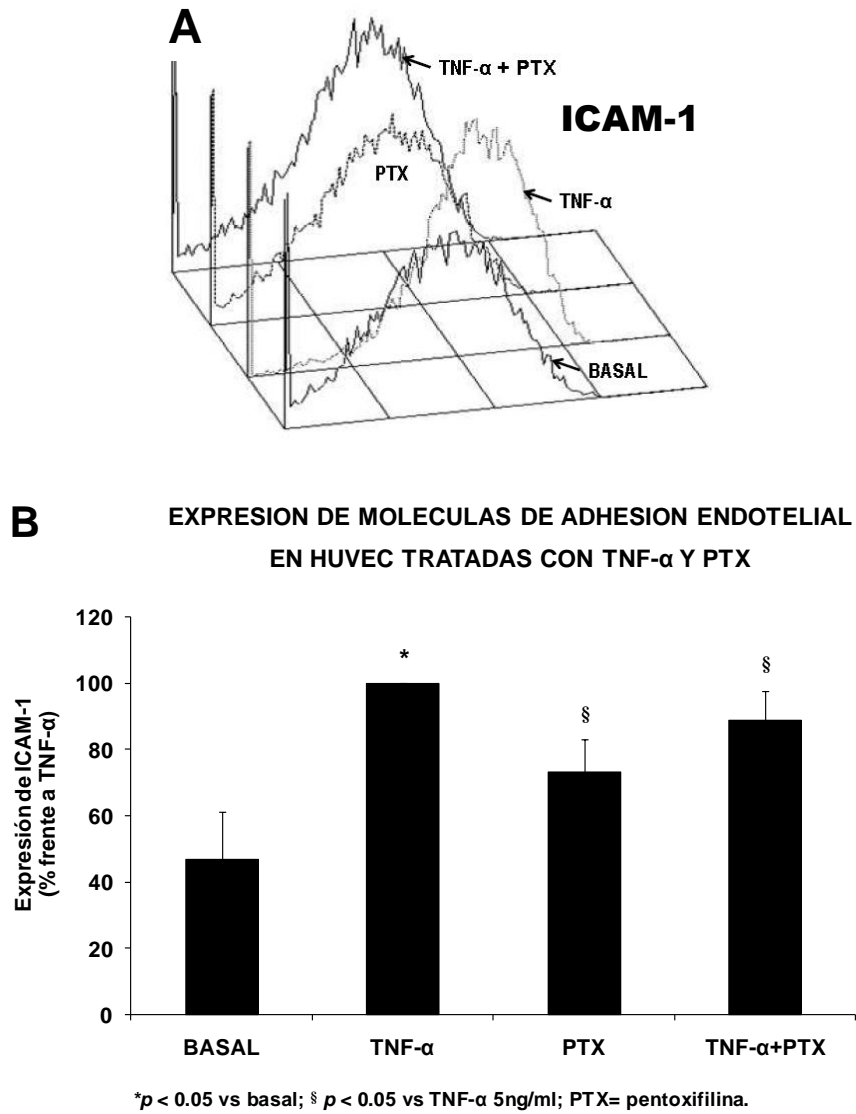 A
TNF-α + PTX
ICAM-1
PTX
TNF-α
BASAL
B
EXPRESION DE MOLECULAS DE ADHESION ENDOTELIAL
EN HUVEC TRATADAS CON TNF-α Y PTX
Expresión de ICAM-1
(% frente a TNF-α)
120
100
80
60
40
20
0
*
§
§
BASAL
TNF-α
PTX
TNF-α+PTX
*p < 0.05 vs basal; § p < 0.05 vs TNF-α 5ng/ml; PTX= pentoxifilina.